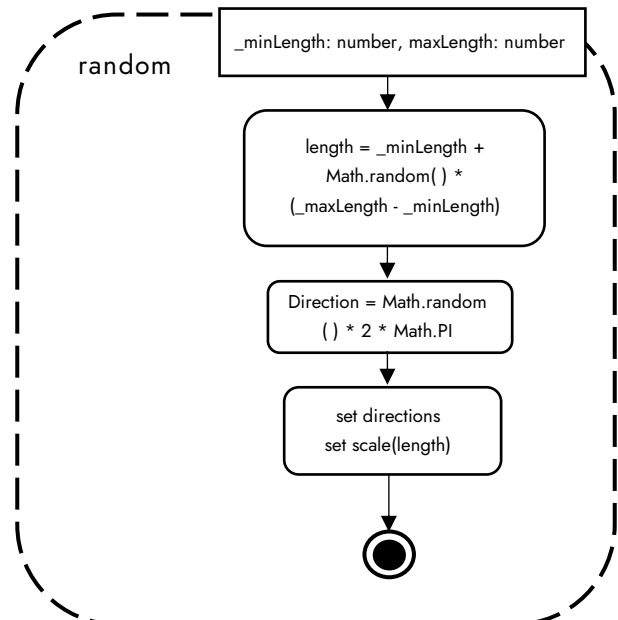 _minLength: number, maxLength: number
random
length = _minLength +
Math.random( ) *
(_maxLength - _minLength)
Direction = Math.random
( ) * 2 * Math.PI
set directions
set scale(length)